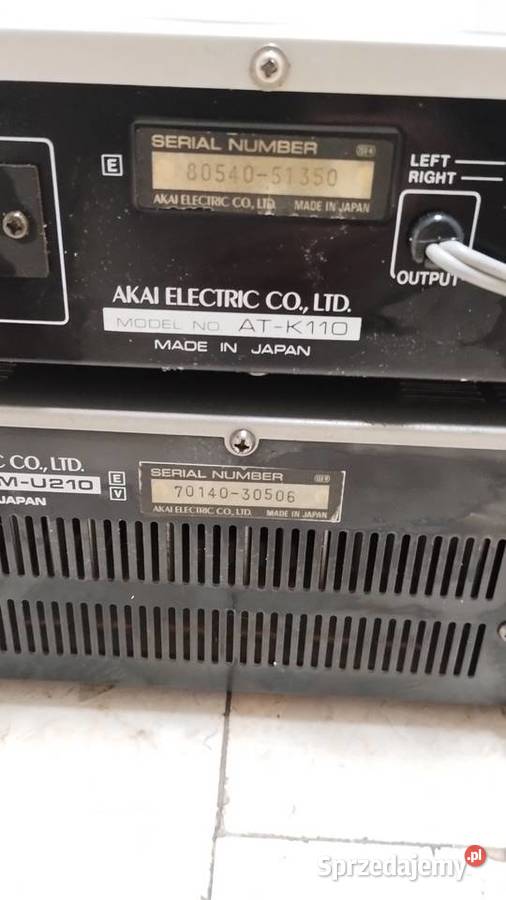 SERIAL NUMBER
E
80540-51350
AKAI ELECTRIC CO., LTD. MADE IN JAPAN
LEFT
RIGHT
OUTPUT
AKAI ELECTRIC CO., LTD.
MODEL NO. AT-K110
MADE IN JAPAN
C CO., LTD.
M-U210
JAPAN
E
V
SERIAL NUMBER
70140-30506
AKAI ELECTRIC CO., LTD. MADE IN JAPAN
Sprzedajemy.pl